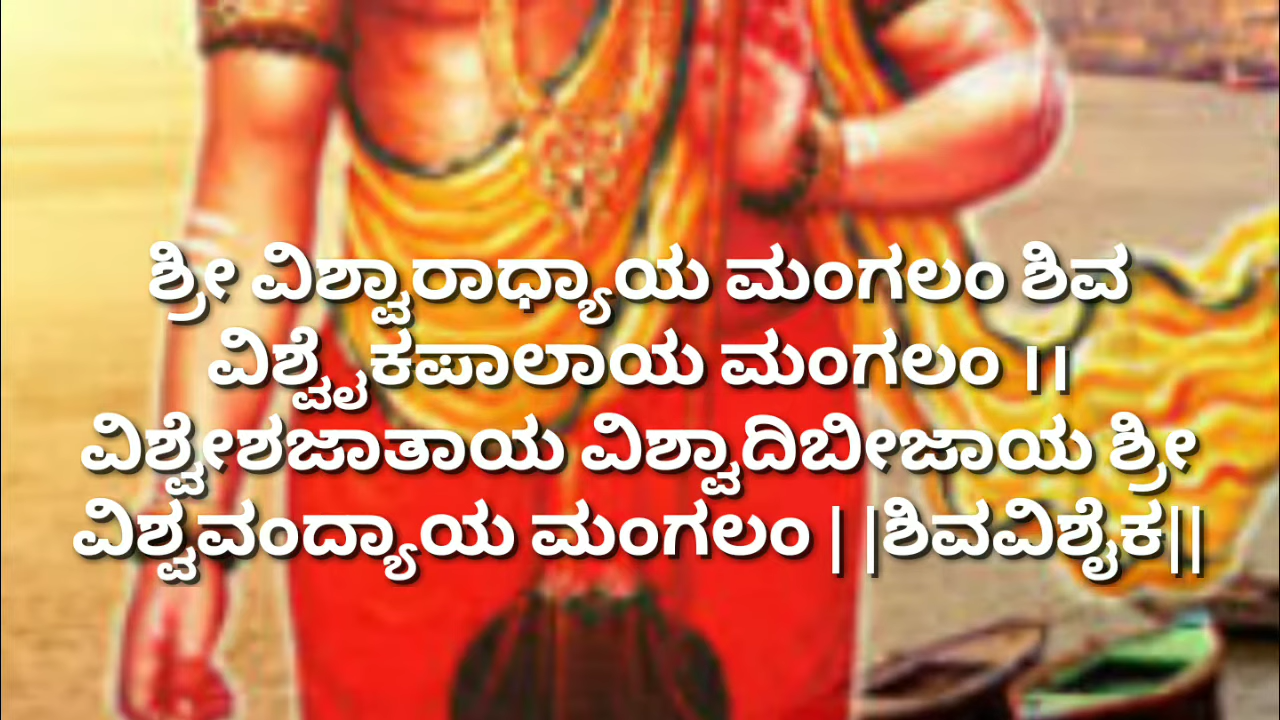 ಶ್ರೀ ವಿಶ್ವಾರಾಧ್ಯಾಯ ಮಂಗಲಂ ಶಿವ
ವಿಶ್ವೈಕಪಾಲಾಯ ಮಂಗಲಂ ।।
ವಿಶ್ವೇಶಜಾತಾಯ ವಿಶ್ವಾದಿಬೀಜಾಯ ಶ್ರೀ
ವಿಶ್ವವಂದ್ಯಾಯ ಮಂಗಲಂ | |ಶಿವವಿಶೈಕ||